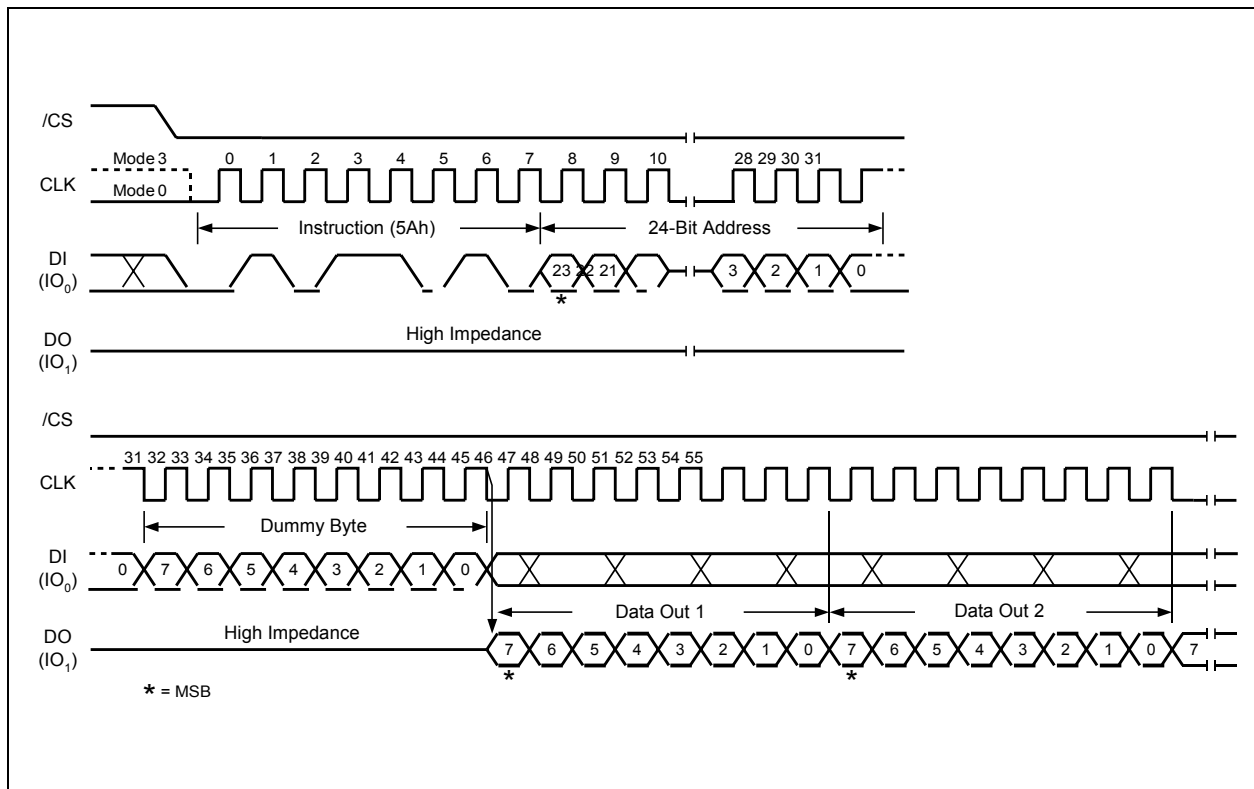 /CS
Mode 3
0 1 2 3 4 5 6 7 8 9 10 28 29 30 31
CLK
Mode 0
Instruction (5Ah) 24-Bit Address
DI
(IO0)
23 22 21 3 2 1 0
*
DO
(IO1)
High Impedance
/CS
31 32 33 34 35 36 37 38 39 40 41 42 43 44 45 46 47 48 49 50 51 52 53 54 55
CLK
Dummy Byte
DI
(IO0)
0 7 6 5 4 3 2 1 0
Data Out 1 Data Out 2
DO
(IO1)
High Impedance
7 6 5 4 3 2 1 0 7 6 5 4 3 2 1 0 7
* *
* = MSB